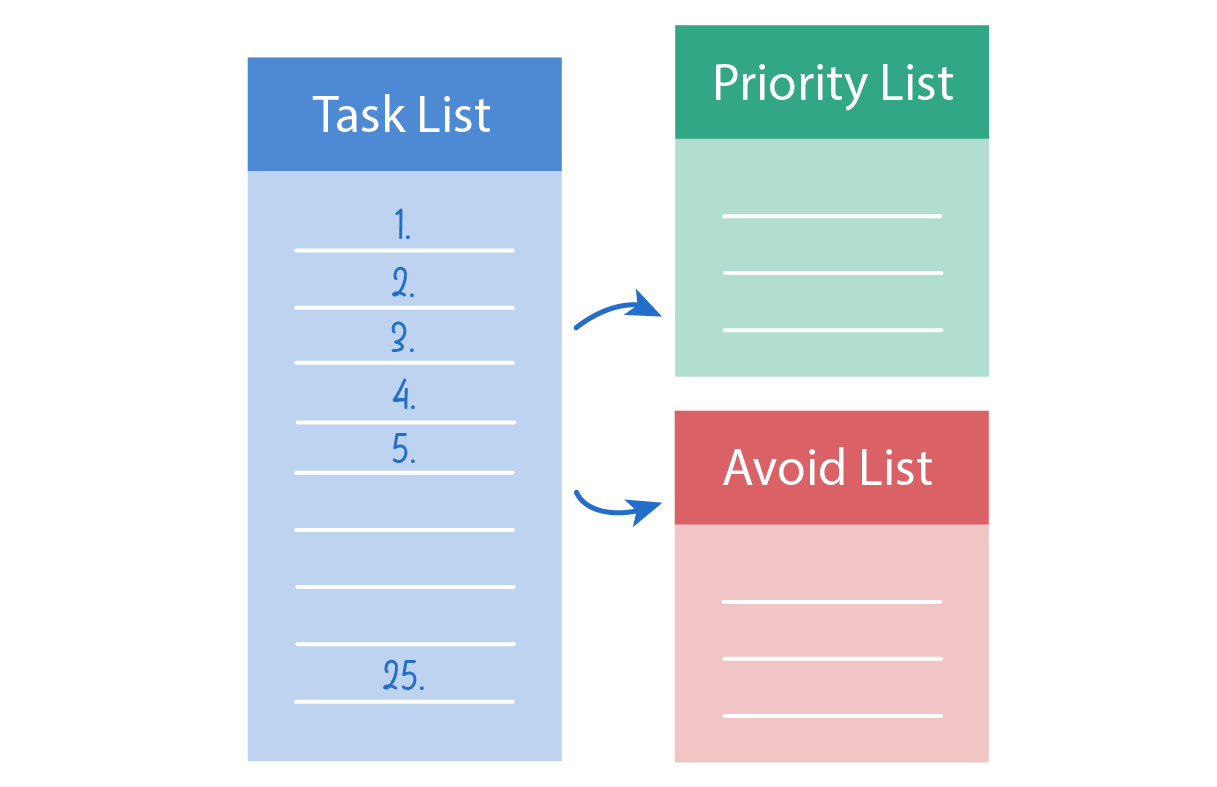 Task List
1.
2.
3.
4.
5.
25.
Priority List
Avoid List